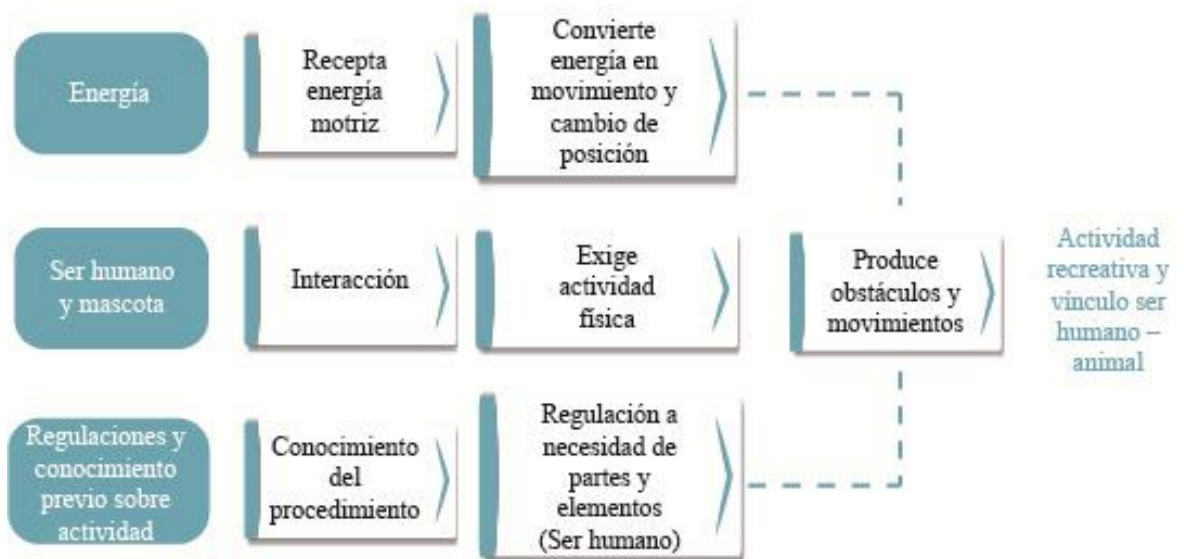 Energía
Recepta
energía
motriz
Convierte
energía en
movimiento y
cambio de
posición
Ser humano
y mascota
Interacción
Exige
actividad
física
Produce
obstáculos y
movimientos
Actividad
recreativa y
vínculo ser
humano –
animal
Regulaciones y
conocimiento
previo sobre
actividad
Conocimiento
del
procedimiento
Regulación a
necesidad de
partes y
elementos
(Ser humano)